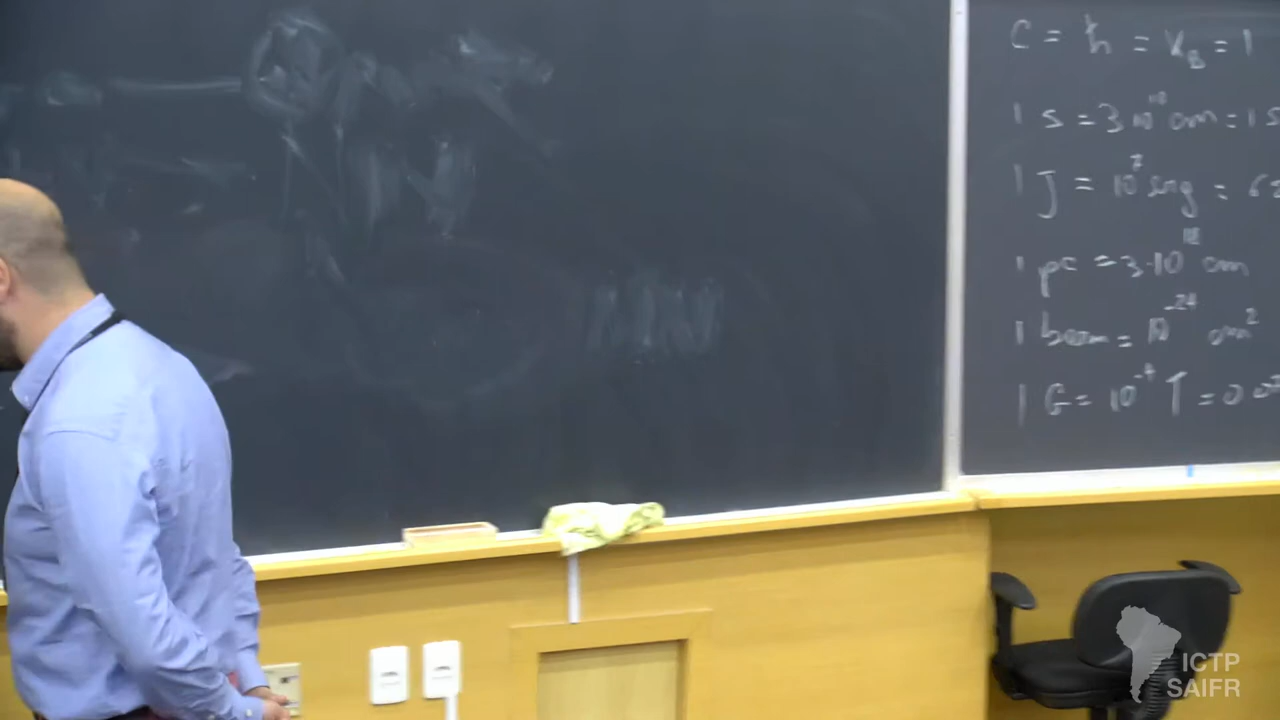 c = ħ = k_B = 1
1 s = 3 10^10 cm = 1 s
1 J = 10^7 erg = 6
1 pc = 3·10^18 cm
1 barn = 10^-24 cm^2
1 G = 10^-4 T = 0.0
ICTP
SAIFR